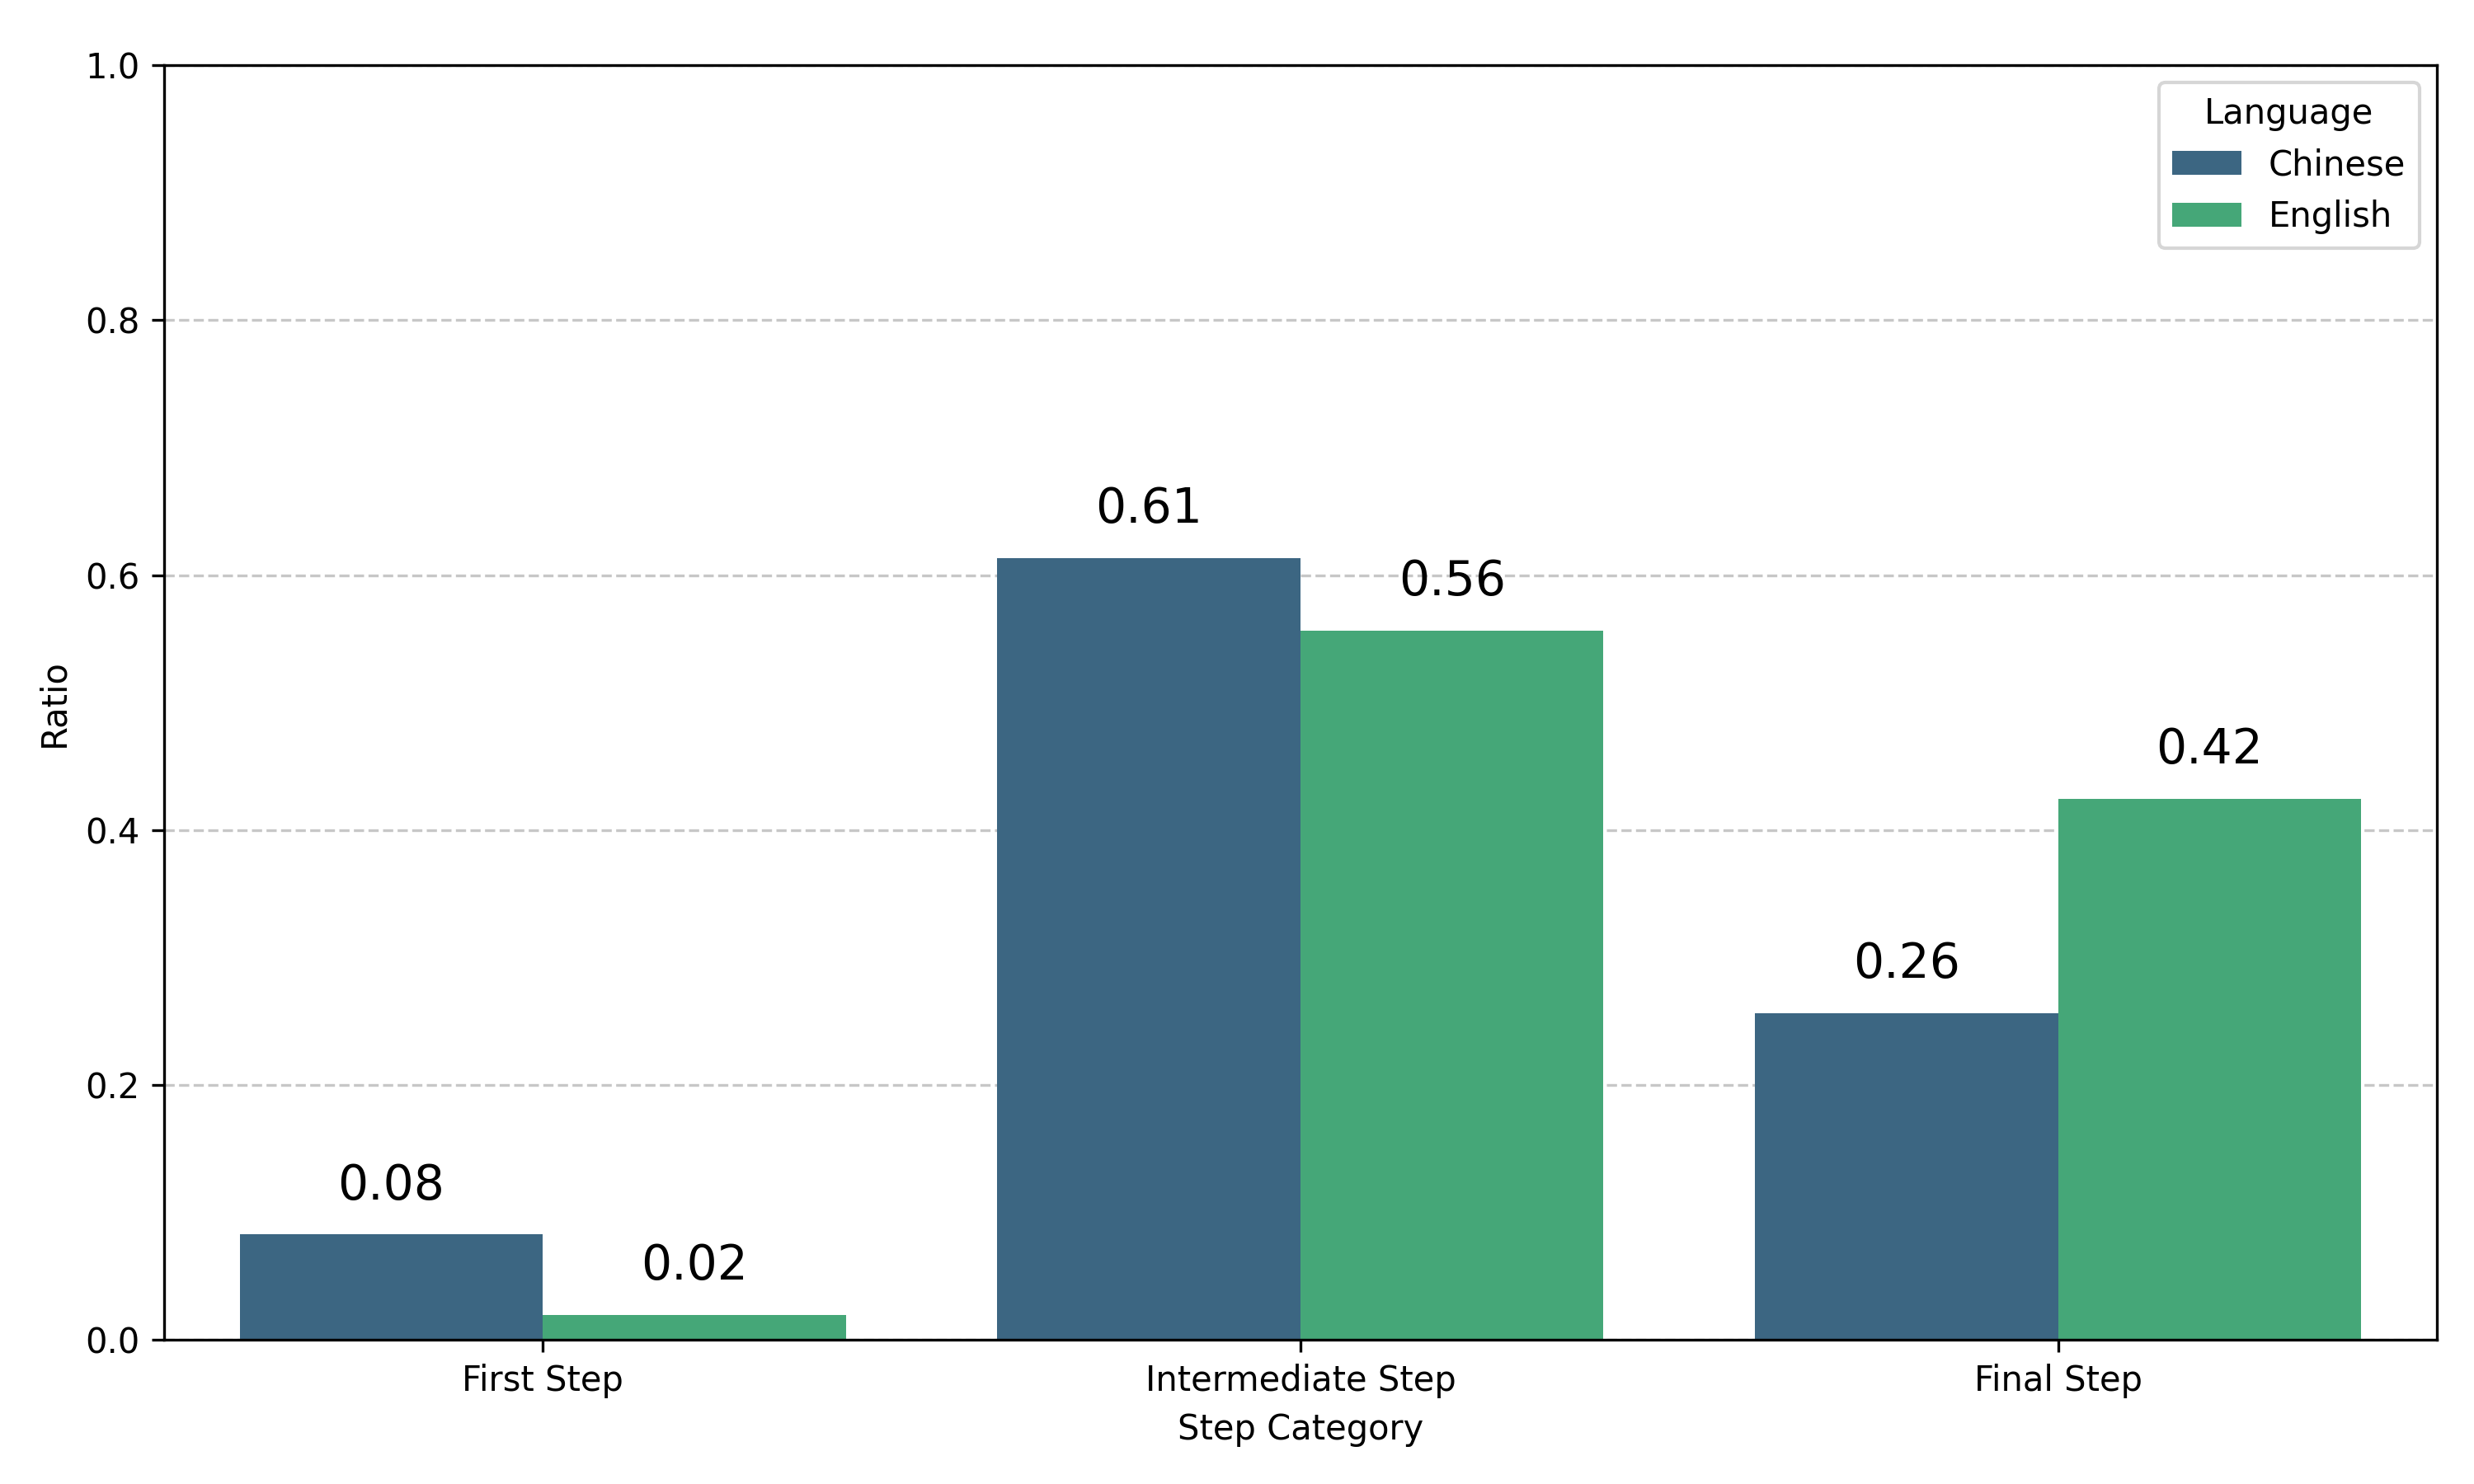 1.0
0.8
0.6
0.4
0.2
0.0
Ratio
Language
Chinese
English
0.08
0.02
0.61
0.56
0.26
0.42
First Step
Intermediate Step
Final Step
Step Category